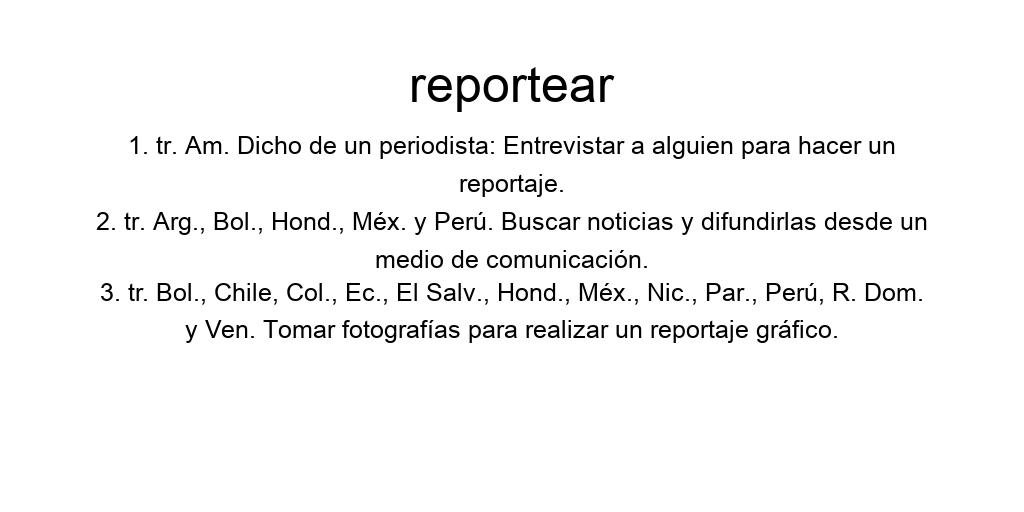 reportear
1. tr. Am. Dicho de un periodista: Entrevistar a alguien para hacer un
reportaje.
2. tr. Arg., Bol., Hond., Méx. y Perú. Buscar noticias y difundirlas desde un
medio de comunicación.
3. tr. Bol., Chile, Col., Ec., El Salv., Hond., Méx., Nic., Par., Perú, R. Dom.
y Ven. Tomar fotografías para realizar un reportaje gráfico.